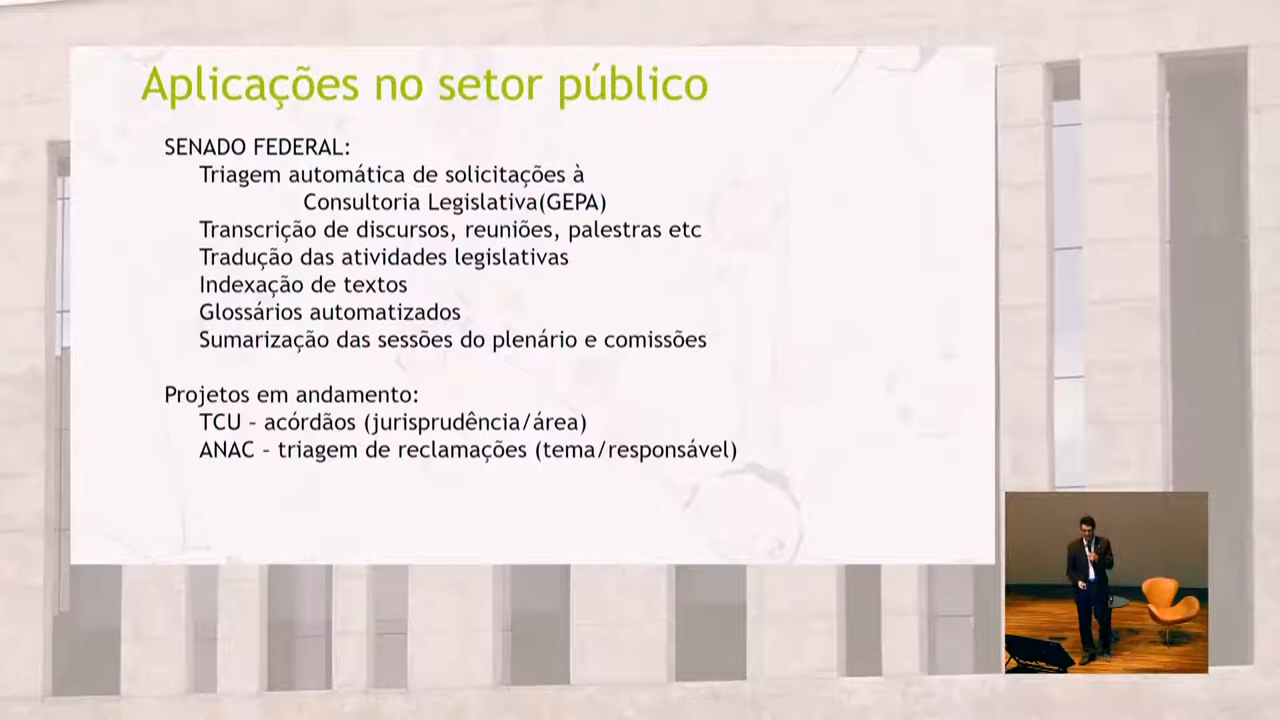 Aplicações no setor público
SENADO FEDERAL:
Triagem automática de solicitações à
Consultoria Legislativa(GEPA)
Transcrição de discursos, reuniões, palestras etc
Tradução das atividades legislativas
Indexação de textos
Glossários automatizados
Sumarização das sessões do plenário e comissões
Projetos em andamento:
TCU – acórdãos (jurisprudência/área)
ANAC – triagem de reclamações (tema/responsável)